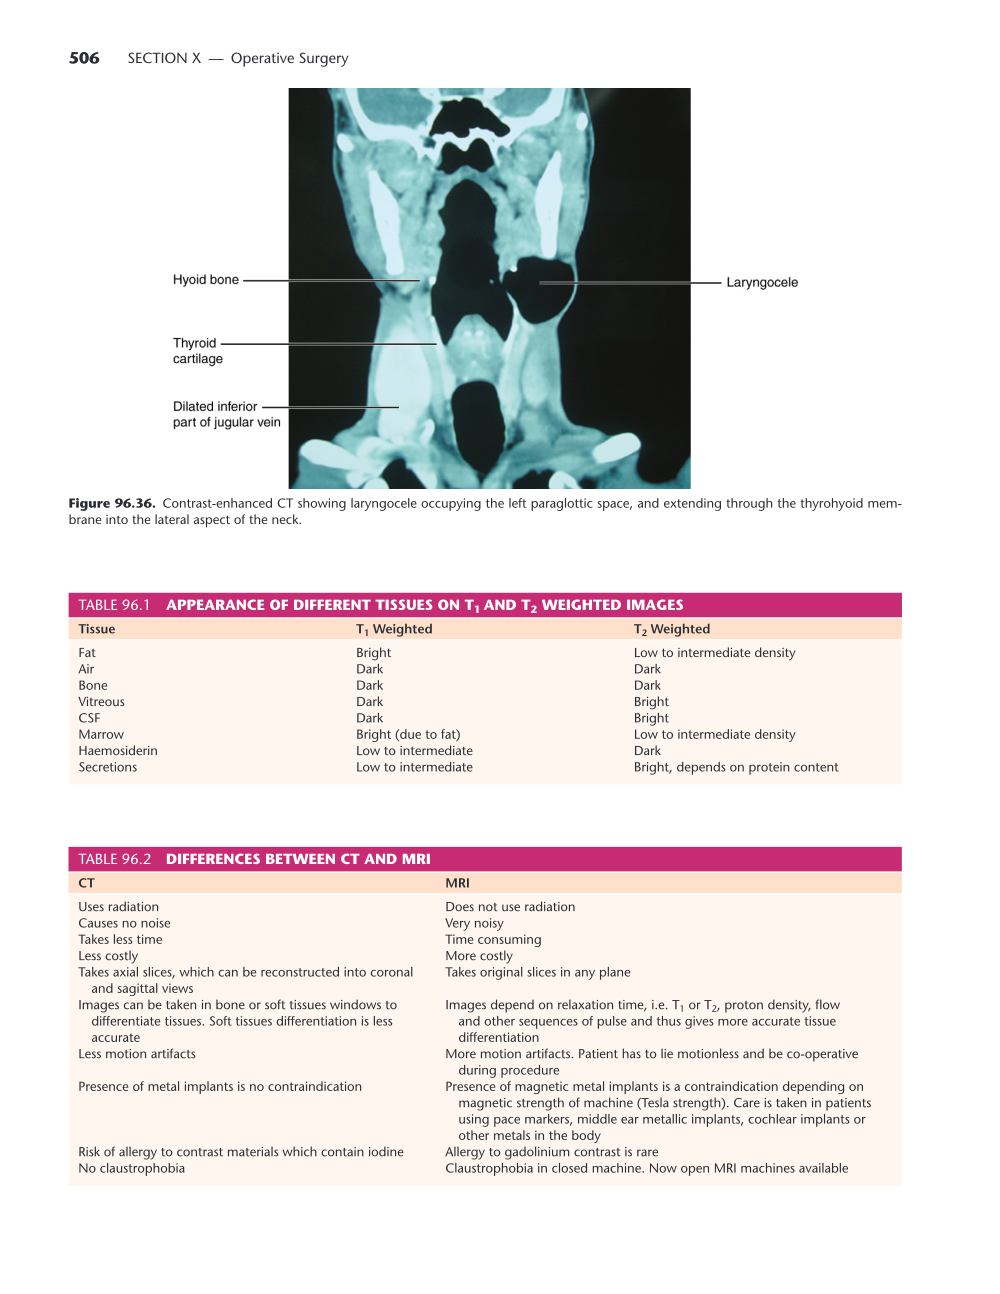 506 SECTION X — Operative Surgery
Hyoid bone
Laryngocele
Thyroid
cartilage
Dilated inferior
part of jugular vein
Figure 96.36. Contrast-enhanced CT showing laryngocele occupying the left paraglottic space, and extending through the thyrohyoid mem-
brane into the lateral aspect of the neck.
TABLE 96.1 APPEARANCE OF DIFFERENT TISSUES ON T1 AND T2 WEIGHTED IMAGES
Tissue T1 Weighted T2 Weighted
Fat Bright Low to intermediate density
Air Dark Dark
Bone Dark Dark
Vitreous Dark Bright
CSF Dark Bright
Marrow Bright (due to fat) Low to intermediate density
Haemosiderin Low to intermediate Dark
Secretions Low to intermediate Bright, depends on protein content
TABLE 96.2 DIFFERENCES BETWEEN CT AND MRI
CT MRI
Uses radiation Does not use radiation
Causes no noise Very noisy
Takes less time Time consuming
Less costly More costly
Takes axial slices, which can be reconstructed into coronal Takes original slices in any plane
and sagittal views
Images can be taken in bone or soft tissues windows to Images depend on relaxation time, i.e. T1 or T2, proton density, flow
differentiate tissues. Soft tissues differentiation is less and other sequences of pulse and thus gives more accurate tissue
accurate differentiation
Less motion artifacts More motion artifacts. Patient has to lie motionless and be co-operative
during procedure
Presence of metal implants is no contraindication Presence of magnetic metal implants is a contraindication depending on
magnetic strength of machine (Tesla strength). Care is taken in patients
using pace markers, middle ear metallic implants, cochlear implants or
other metals in the body
Risk of allergy to contrast materials which contain iodine Allergy to gadolinium contrast is rare
No claustrophobia Claustrophobia in closed machine. Now open MRI machines available